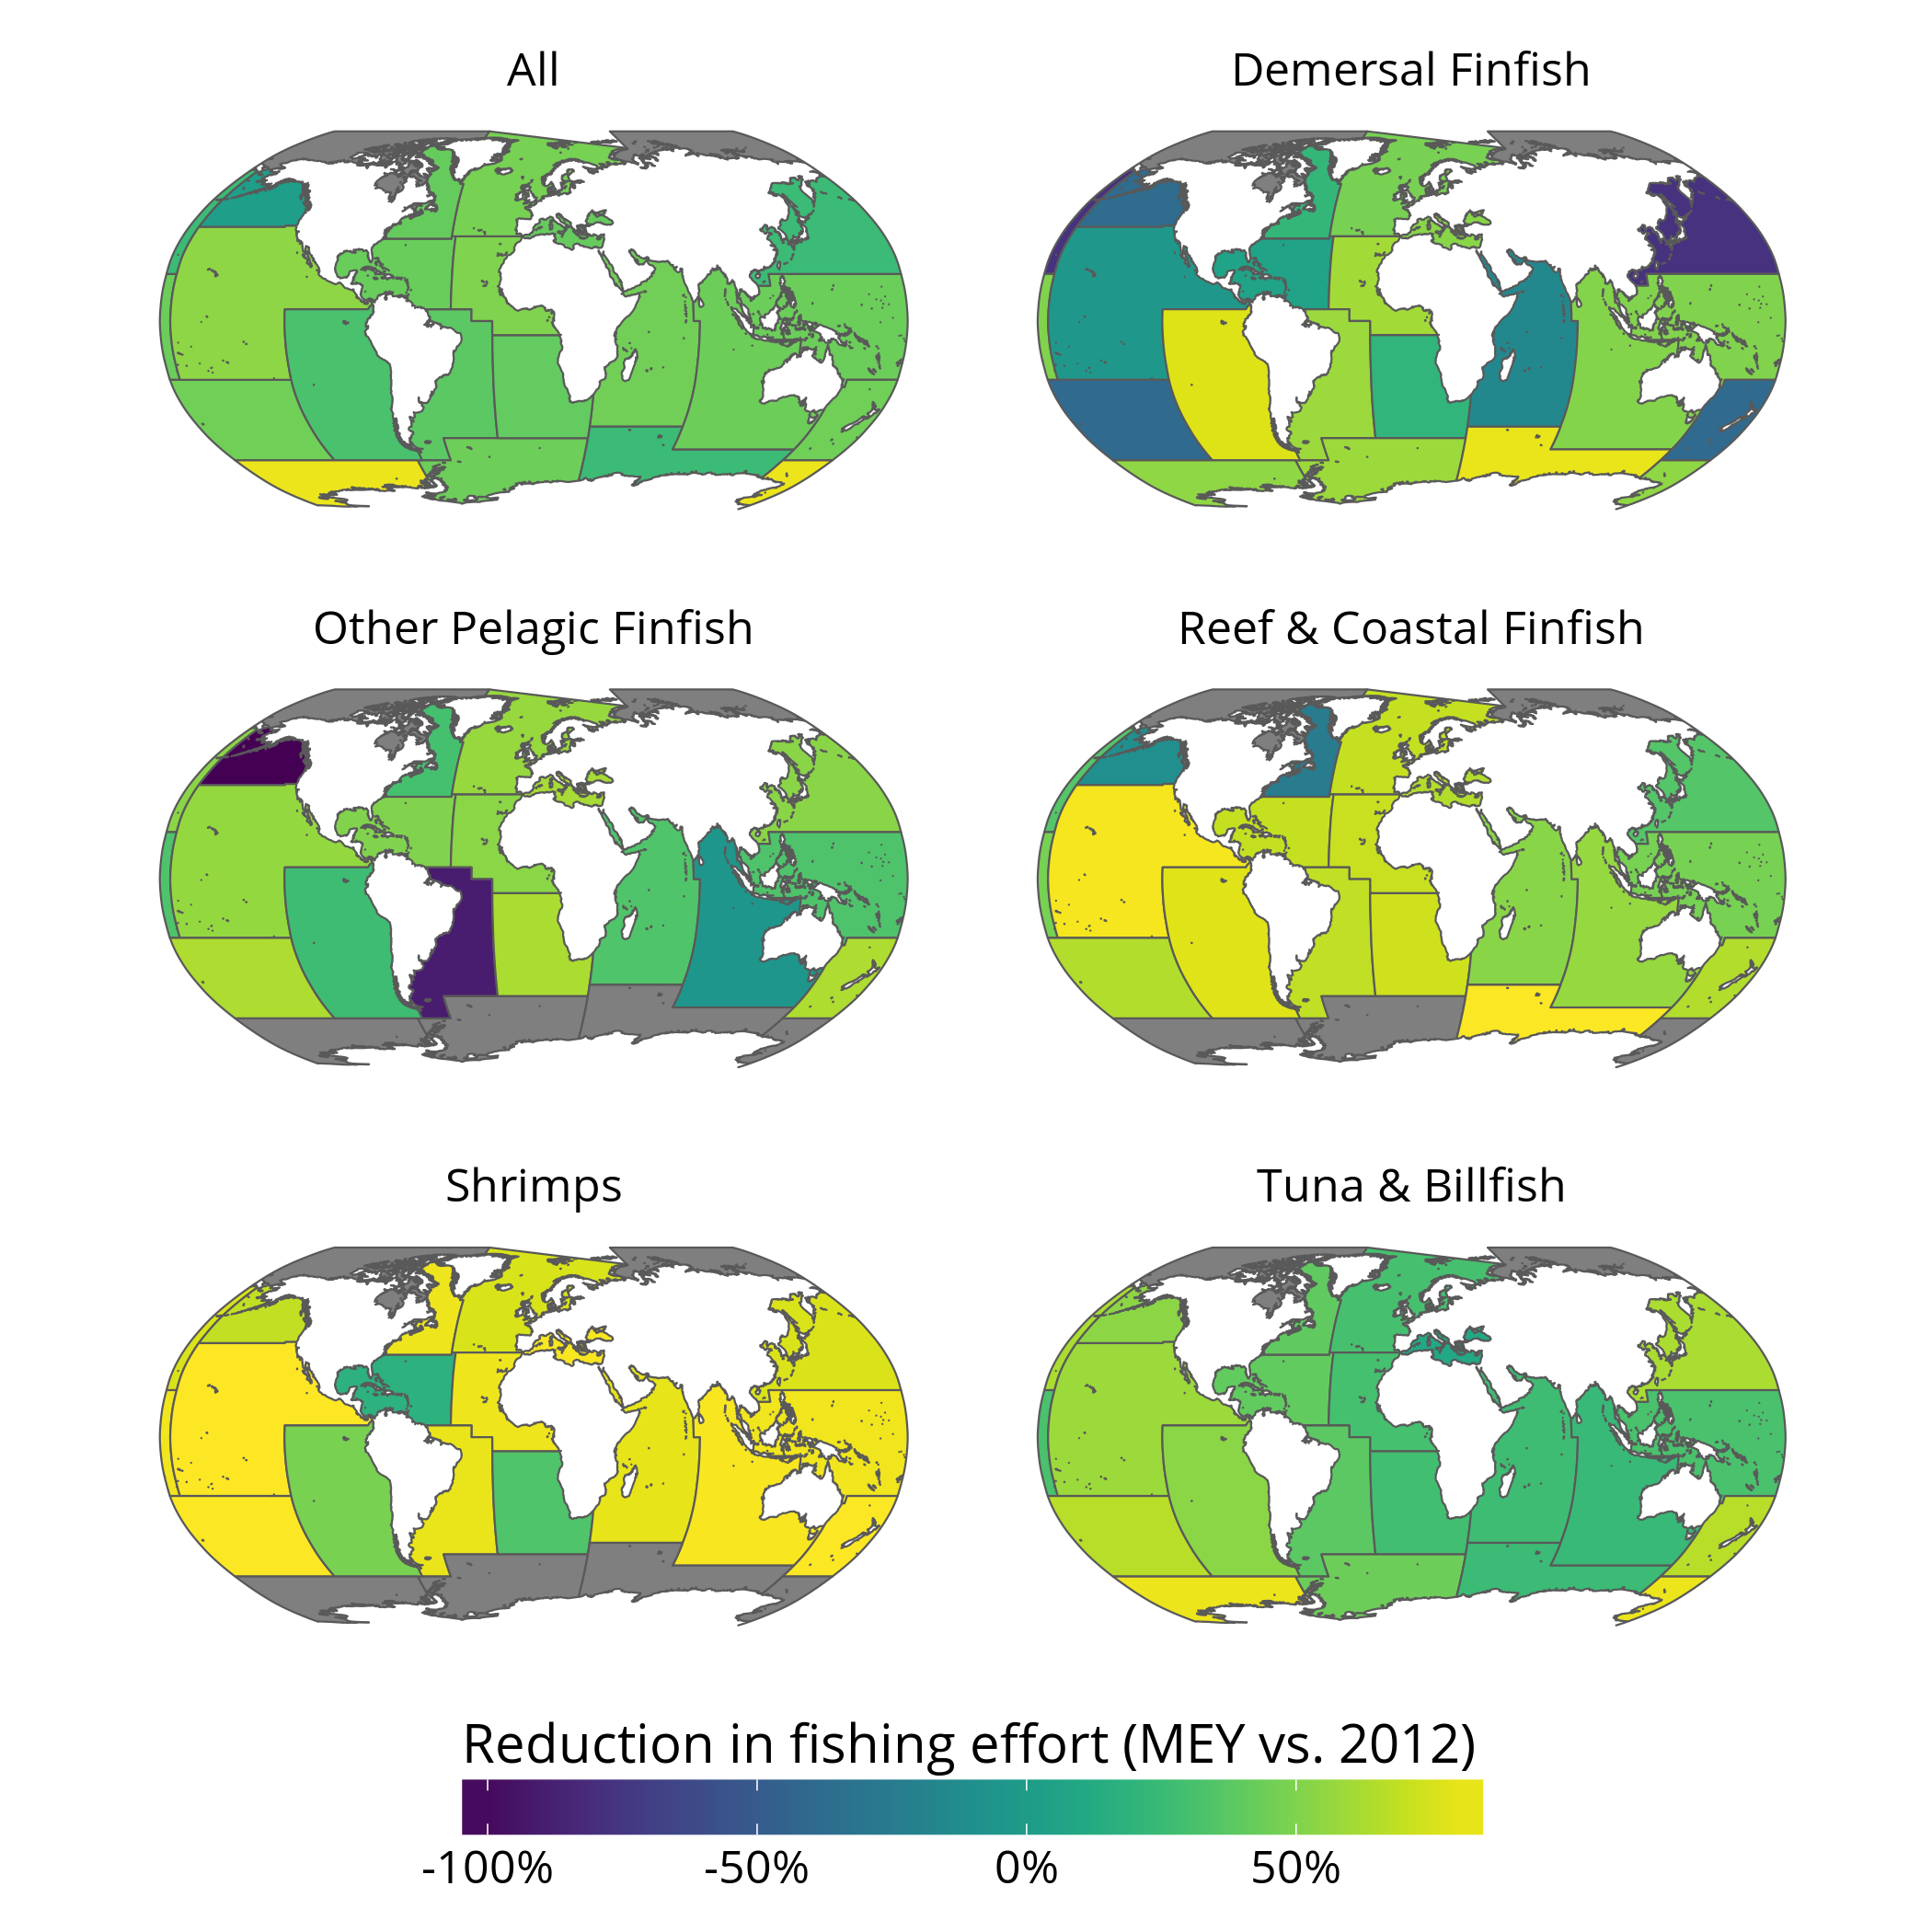 All
Demersal Finfish
Other Pelagic Finfish
Reef & Coastal Finfish
Shrimps
Tuna & Billfish
Reduction in fishing effort (MEY vs. 2012)
-100% -50% 0% 50%